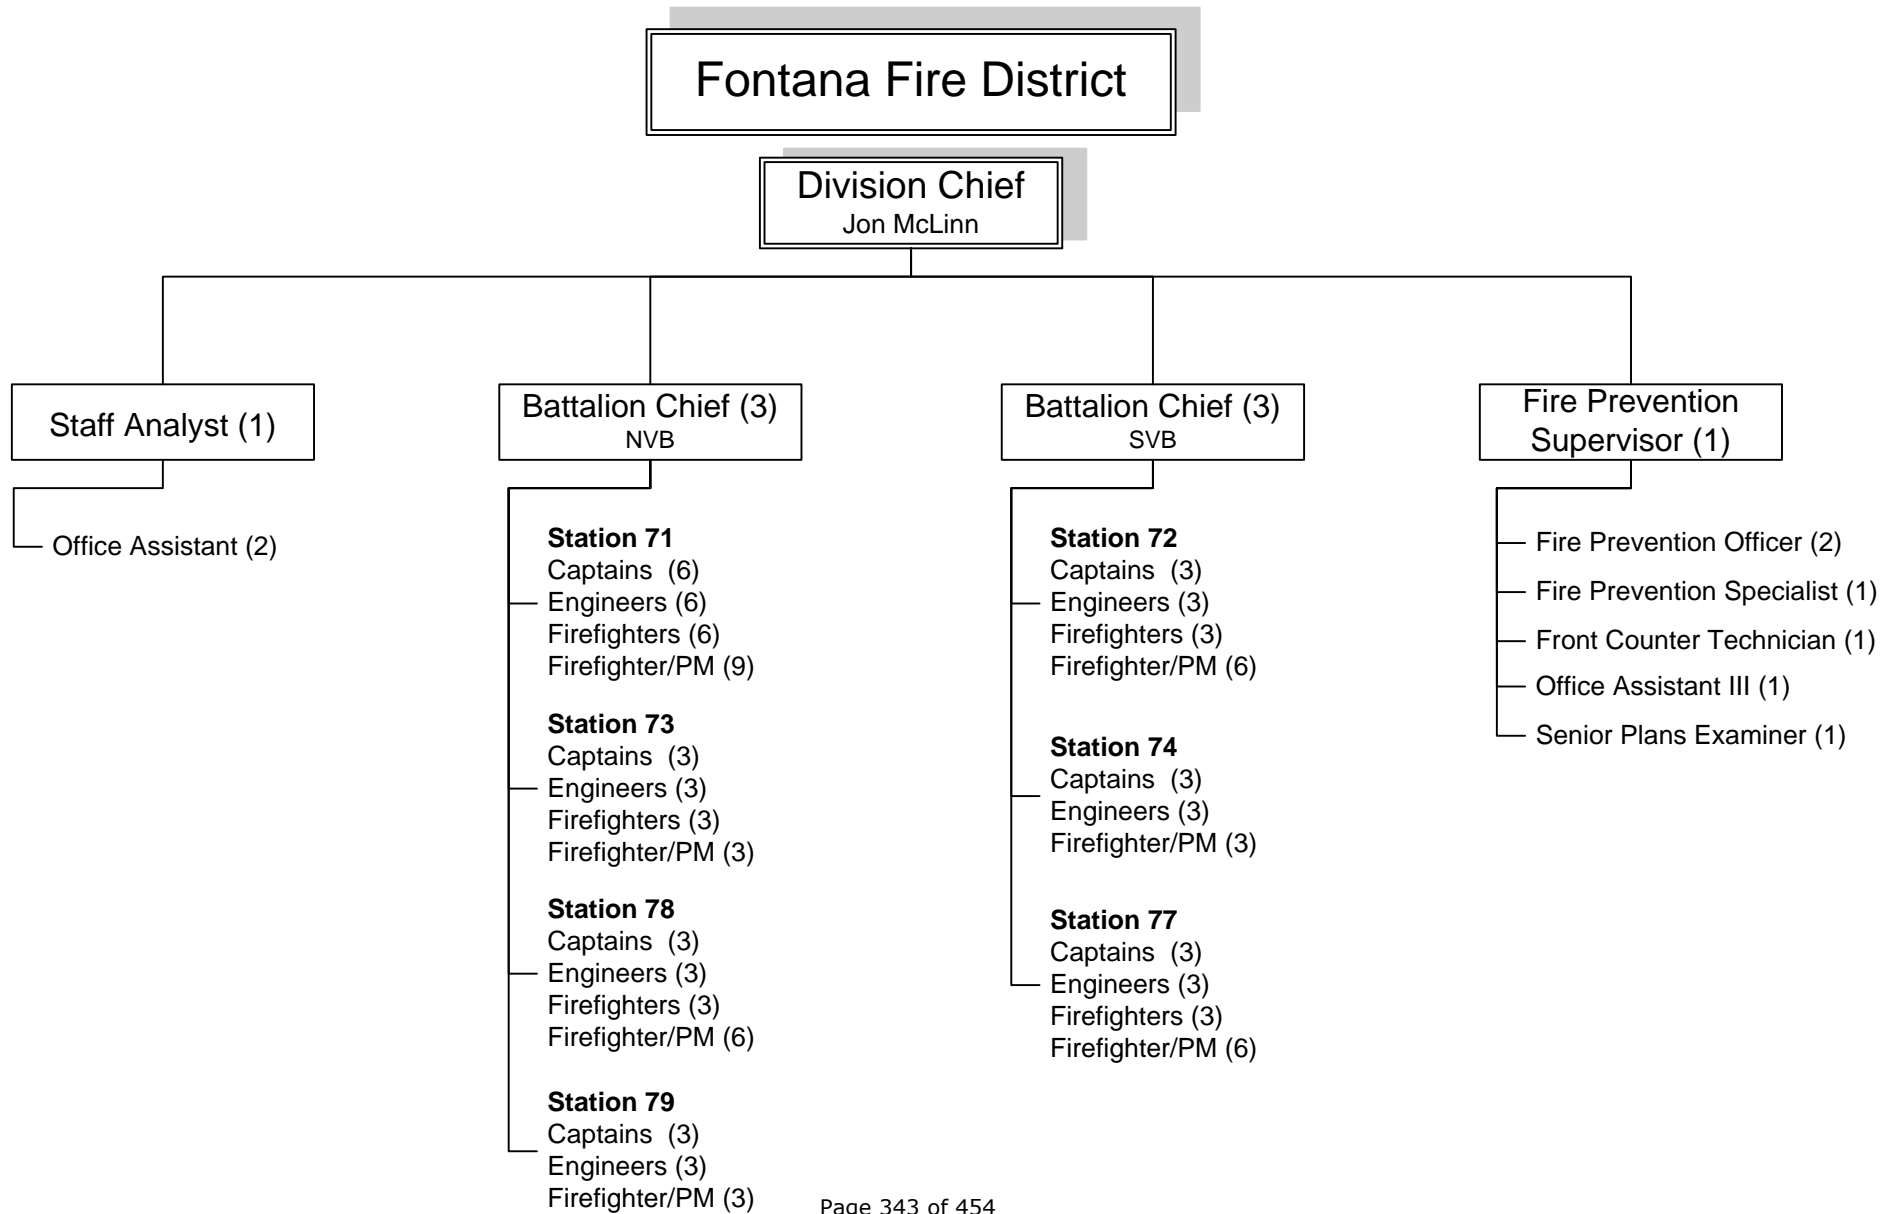 Fontana Fire District
Division Chief
Jon McLinn
Staff Analyst (1)
Office Assistant (2)
Battalion Chief (3)
NVB
Station 71
Captains  (6)
Engineers (6)
Firefighters (6)
Firefighter/PM (9)
Station 73
Captains  (3)
Engineers (3)
Firefighters (3)
Firefighter/PM (3)
Station 78
Captains  (3)
Engineers (3)
Firefighters (3)
Firefighter/PM (6)
Station 79
Captains  (3)
Engineers (3)
Firefighter/PM (3)
Battalion Chief (3)
SVB
Station 72
Captains  (3)
Engineers (3)
Firefighters (3)
Firefighter/PM (6)
Station 74
Captains  (3)
Engineers (3)
Firefighter/PM (3)
Station 77
Captains  (3)
Engineers (3)
Firefighters (3)
Firefighter/PM (6)
Fire Prevention
Supervisor (1)
Fire Prevention Officer (2)
Fire Prevention Specialist (1)
Front Counter Technician (1)
Office Assistant III (1)
Senior Plans Examiner (1)
Page 343 of 454